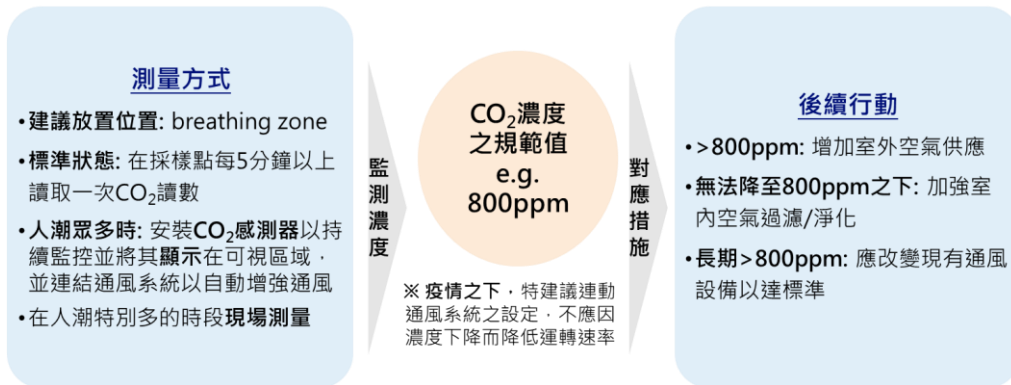 測量方式
•建議放置位置: breathing zone
•標準狀態: 在採樣點每5分鐘以上
讀取一次CO₂讀數
•人潮眾多時: 安裝CO₂感測器以持
續監控並將其顯示在可視區域，
並連結通風系統以自動增強通風
•在人潮特別多的時段現場測量
監測濃度
CO₂濃度
之規範值
e.g.
800ppm
※ 疫情之下，特建議連動
通風系統之設定，不應因
濃度下降而降低運轉速率
對應措施
後續行動
•>800ppm: 增加室外空氣供應
•無法降至800ppm之下: 加強室
內空氣過濾/淨化
•長期>800ppm: 應改變現有通風
設備以達標準